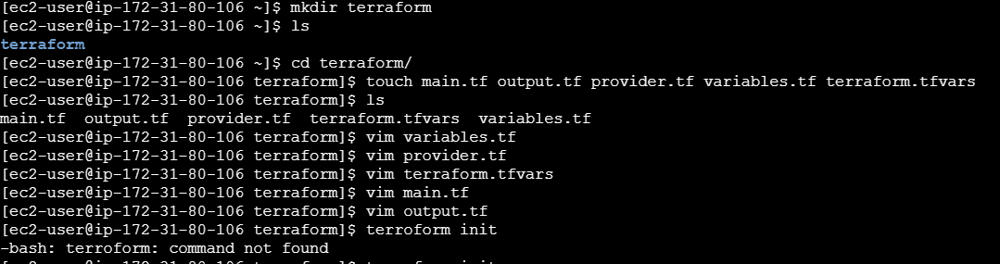 [ec2-user@ip-172-31-80-106 ~]$ mkdir terraform
[ec2-user@ip-172-31-80-106 ~]$ ls
terraform
[ec2-user@ip-172-31-80-106 ~]$ cd terraform/
[ec2-user@ip-172-31-80-106 terraform]$ touch main.tf output.tf provider.tf variables.tf terraform.tfvars
[ec2-user@ip-172-31-80-106 terraform]$ ls
main.tf  output.tf  provider.tf  terraform.tfvars  variables.tf
[ec2-user@ip-172-31-80-106 terraform]$ vim variables.tf
[ec2-user@ip-172-31-80-106 terraform]$ vim provider.tf
[ec2-user@ip-172-31-80-106 terraform]$ vim terraform.tfvars
[ec2-user@ip-172-31-80-106 terraform]$ vim main.tf
[ec2-user@ip-172-31-80-106 terraform]$ vim output.tf
[ec2-user@ip-172-31-80-106 terraform]$ terroform init
-bash: terroform: command not found